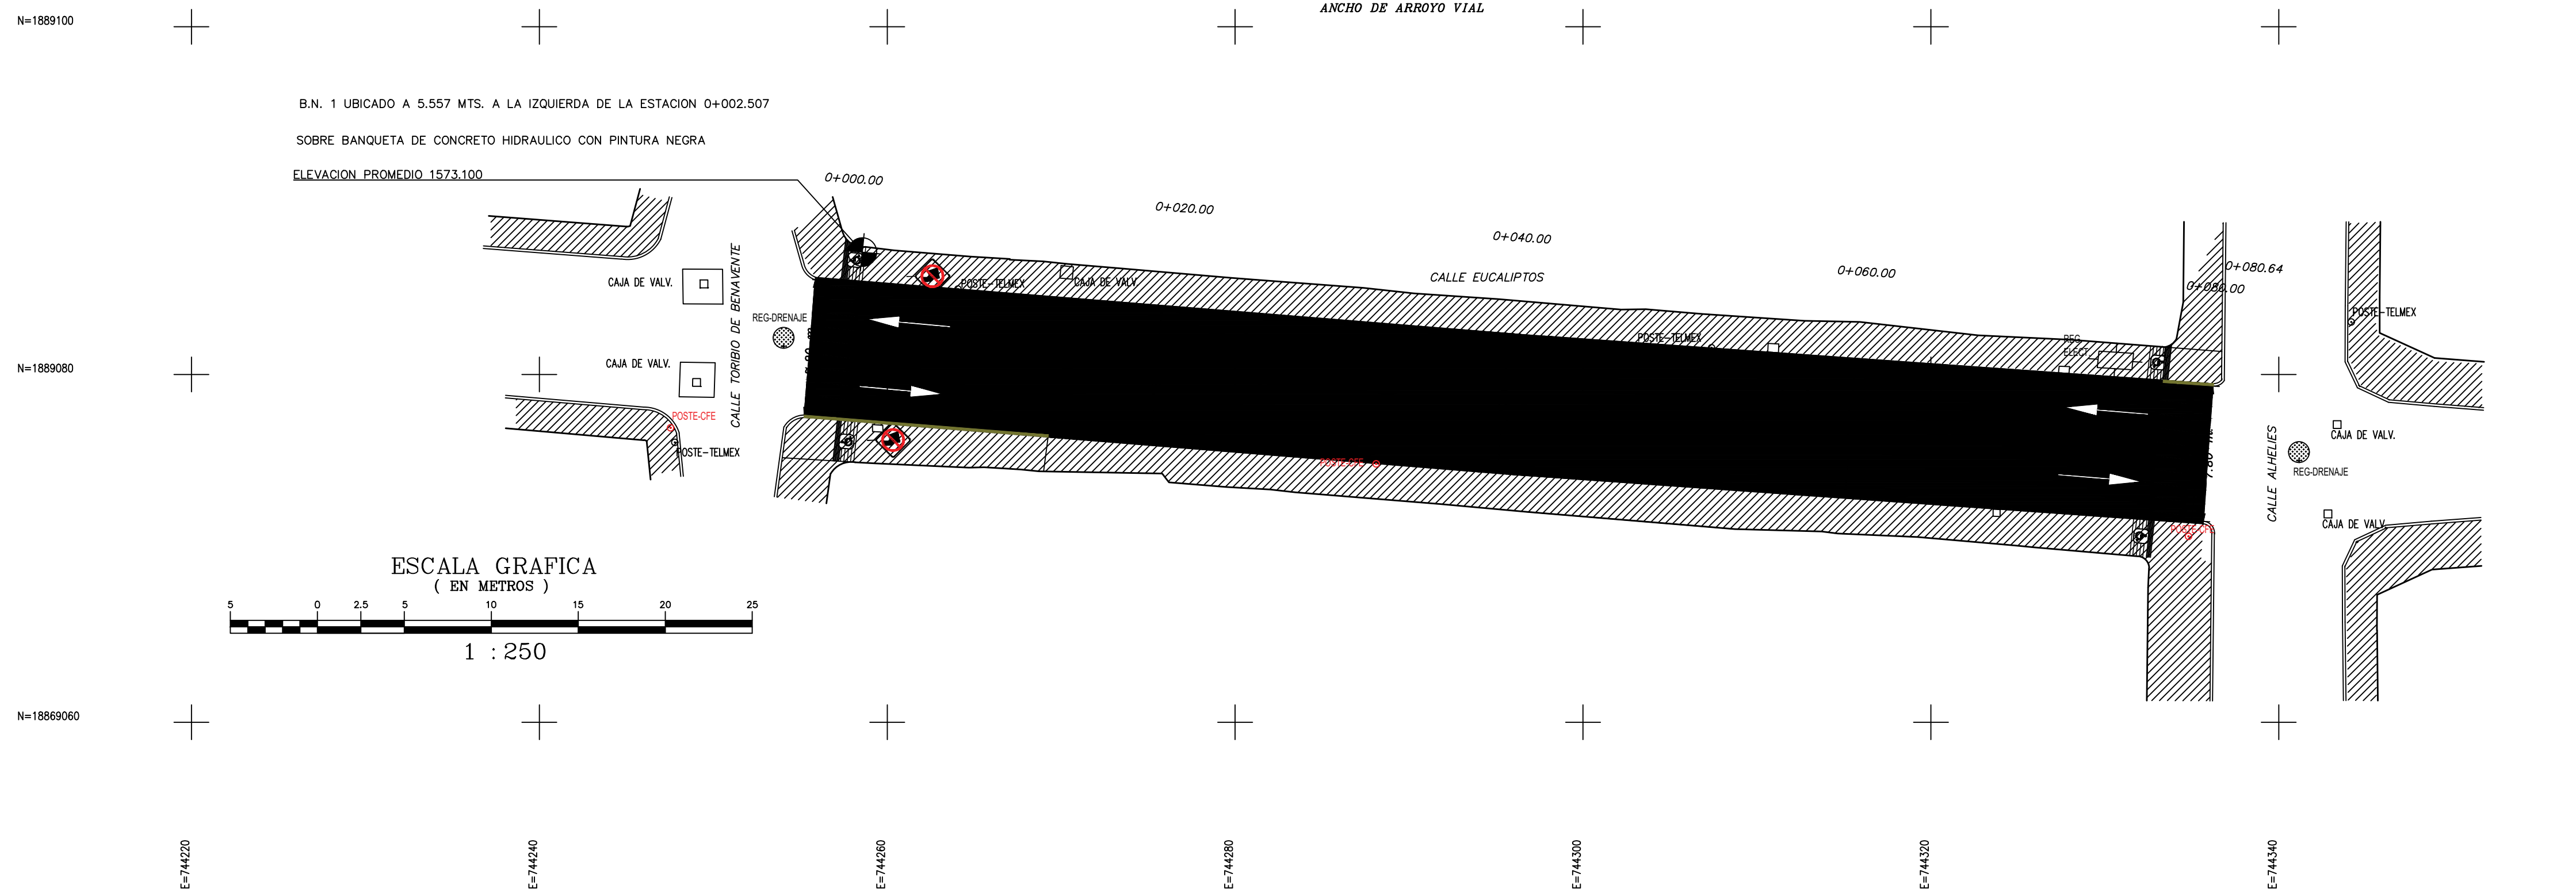 ANCHO DE ARROYO VIAL
N=1889100
B.N. 1 UBICADO A 5.557 MTS. A LA IZQUIERDA DE LA ESTACION 0+002.507
SOBRE BANQUETA DE CONCRETO HIDRAULICO CON PINTURA NEGRA
ELEVACION PROMEDIO 1573.100
0+000.00
0+020.00
0+040.00
0+060.00
0+080.64
0+080.00
CALLE EUCALIPTOS
CAJA DE VALV.
POSTE-TELMEX
CAJA DE VALV.
CALLE TORIBIO DE BENAVENTE
REG-DRENAJE
POSTE-TELMEX
POSTE-TELMEX
REG.
ELECT.
N=1889080
CAJA DE VALV.
POSTE-CFE
POSTE-TELMEX
POSTE-CFE
CALLE ALHELIES
CAJA DE VALV.
REG-DRENAJE
CAJA DE VALV.
POSTE-CFE
ESCALA GRAFICA
( EN METROS )
5 0 2.5 5 10 15 20 25
1 : 250
N=18869060
E=744220
E=744240
E=744260
E=744280
E=744300
E=744320
E=744340